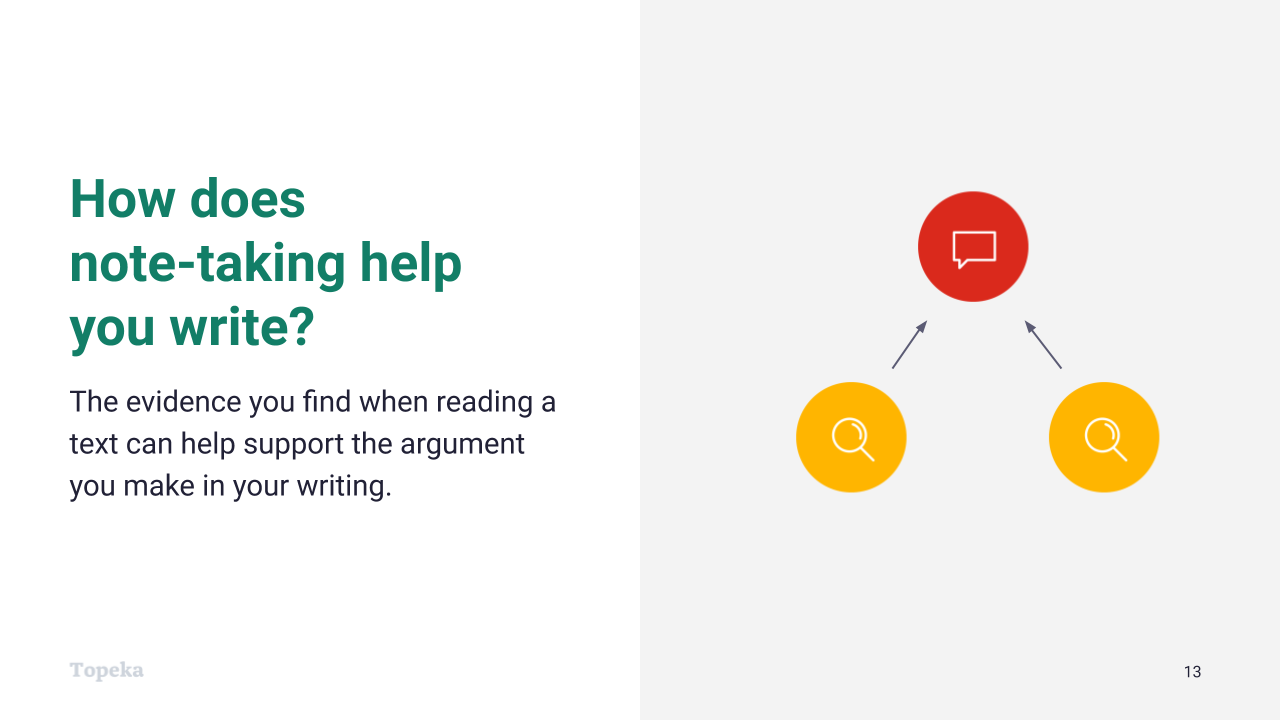 How does
note-taking help
you write?
The evidence you find when reading a
text can help support the argument
you make in your writing.
Topeka
13